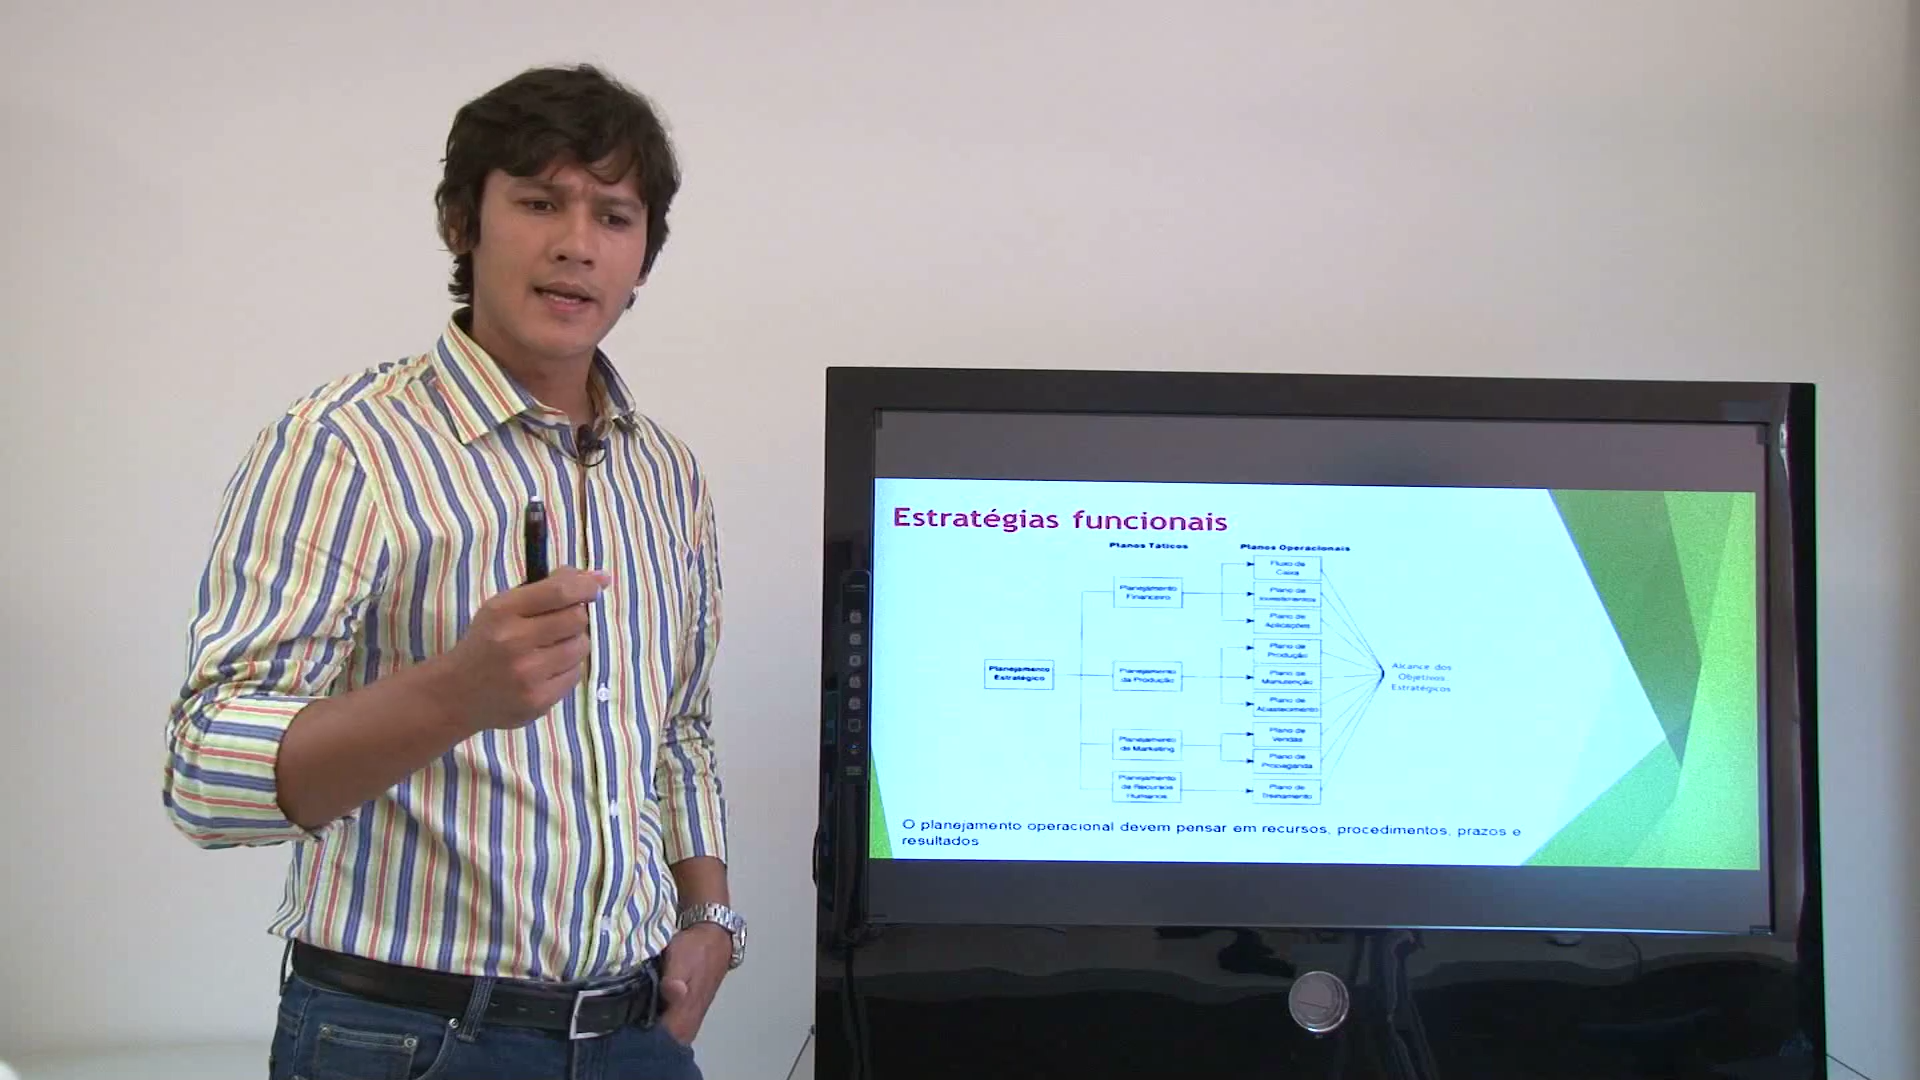 Estratégias funcionais
Planos Táticos
Planos Operacionais
Planejamento
Estratégico
Planejamento
Financeiro
Planejamento
da Produção
Planejamento
de Marketing
Planejamento
de Recursos
Humanos
Fluxo de
Caixa
Plano de
Investimentos
Plano de
Aplicações
Plano de
Produção
Plano de
Manutenção
Plano de
Abastecimento
Plano de
Vendas
Plano de
Propaganda
Plano de
Treinamento
Alcance dos
Objetivos
Estratégicos
O planejamento operacional devem pensar em recursos, procedimentos, prazos e
resultados